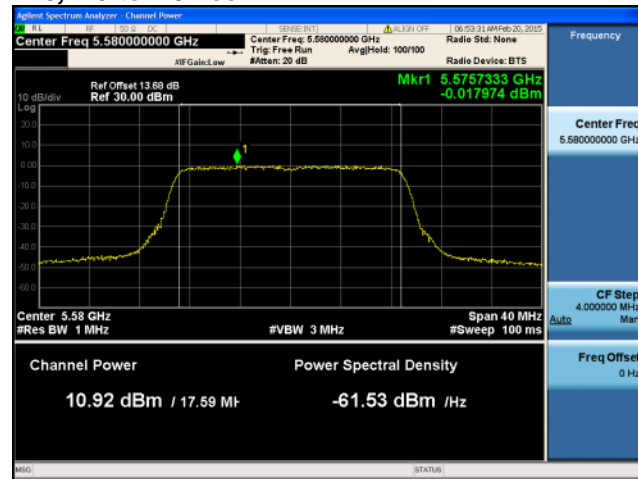 Agilent Spectrum Analyzer - Channel Power
RL RF 50 Ω DC SENSE:INT ALIGN OFF 06:53:31 AM Feb 20, 2015
Center Freq 5.580000000 GHz
Center Freq: 5.580000000 GHz
Radio Std: None
Trig: Free Run Avg|Hold: 100/100
#IFGain:Low #Atten: 20 dB Radio Device: BTS
Frequency
Ref Offset 13.68 dB
10 dB/div Ref 30.00 dBm
Mkr1 5.5757333 GHz
-0.017974 dBm
Log
20.0
10.0
0.00
-10.0
-20.0
-30.0
-40.0
-50.0
-60.0
1
Center Freq
5.580000000 GHz
Center 5.58 GHz Span 40 MHz
#Res BW 1 MHz #VBW 3 MHz #Sweep 100 ms
CF Step
4.000000 MHz
Auto Man
Channel Power Power Spectral Density
10.92 dBm / 17.59 MH -61.53 dBm /Hz
Freq Offset
0 Hz
MSG STATUS